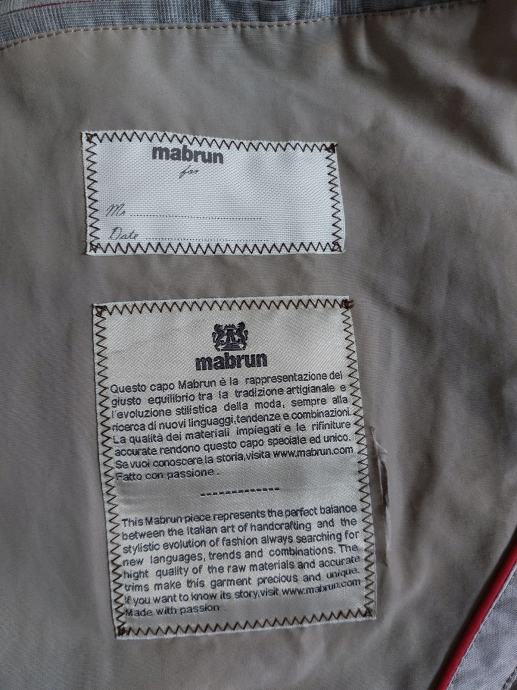 mabrun
for
Mr
Date
mabrun
Questo capo Mabrun è la rappresentazione del
giusto equilibrio tra la tradizione artigianale e
l'evoluzione stilistica della moda, sempre alla
ricerca di nuovi linguaggi,tendenze e combinazioni.
La qualità dei materiali impiegati e le rifiniture
accurate rendono questo capo speciale ed unico.
Se vuoi conoscere la storia,visita www.mabrun.com
Fatto con passione.
-------------
This Mabrun piece represents the perfect balance
between the Italian art of handcrafting and the
stylistic evolution of fashion always searching for
new languages, trends and combinations. The
hight quality of the raw materials and accurate
trims make this garment precious and unique.
If you want to know its story,visit www.mabrun.com
Made with passion